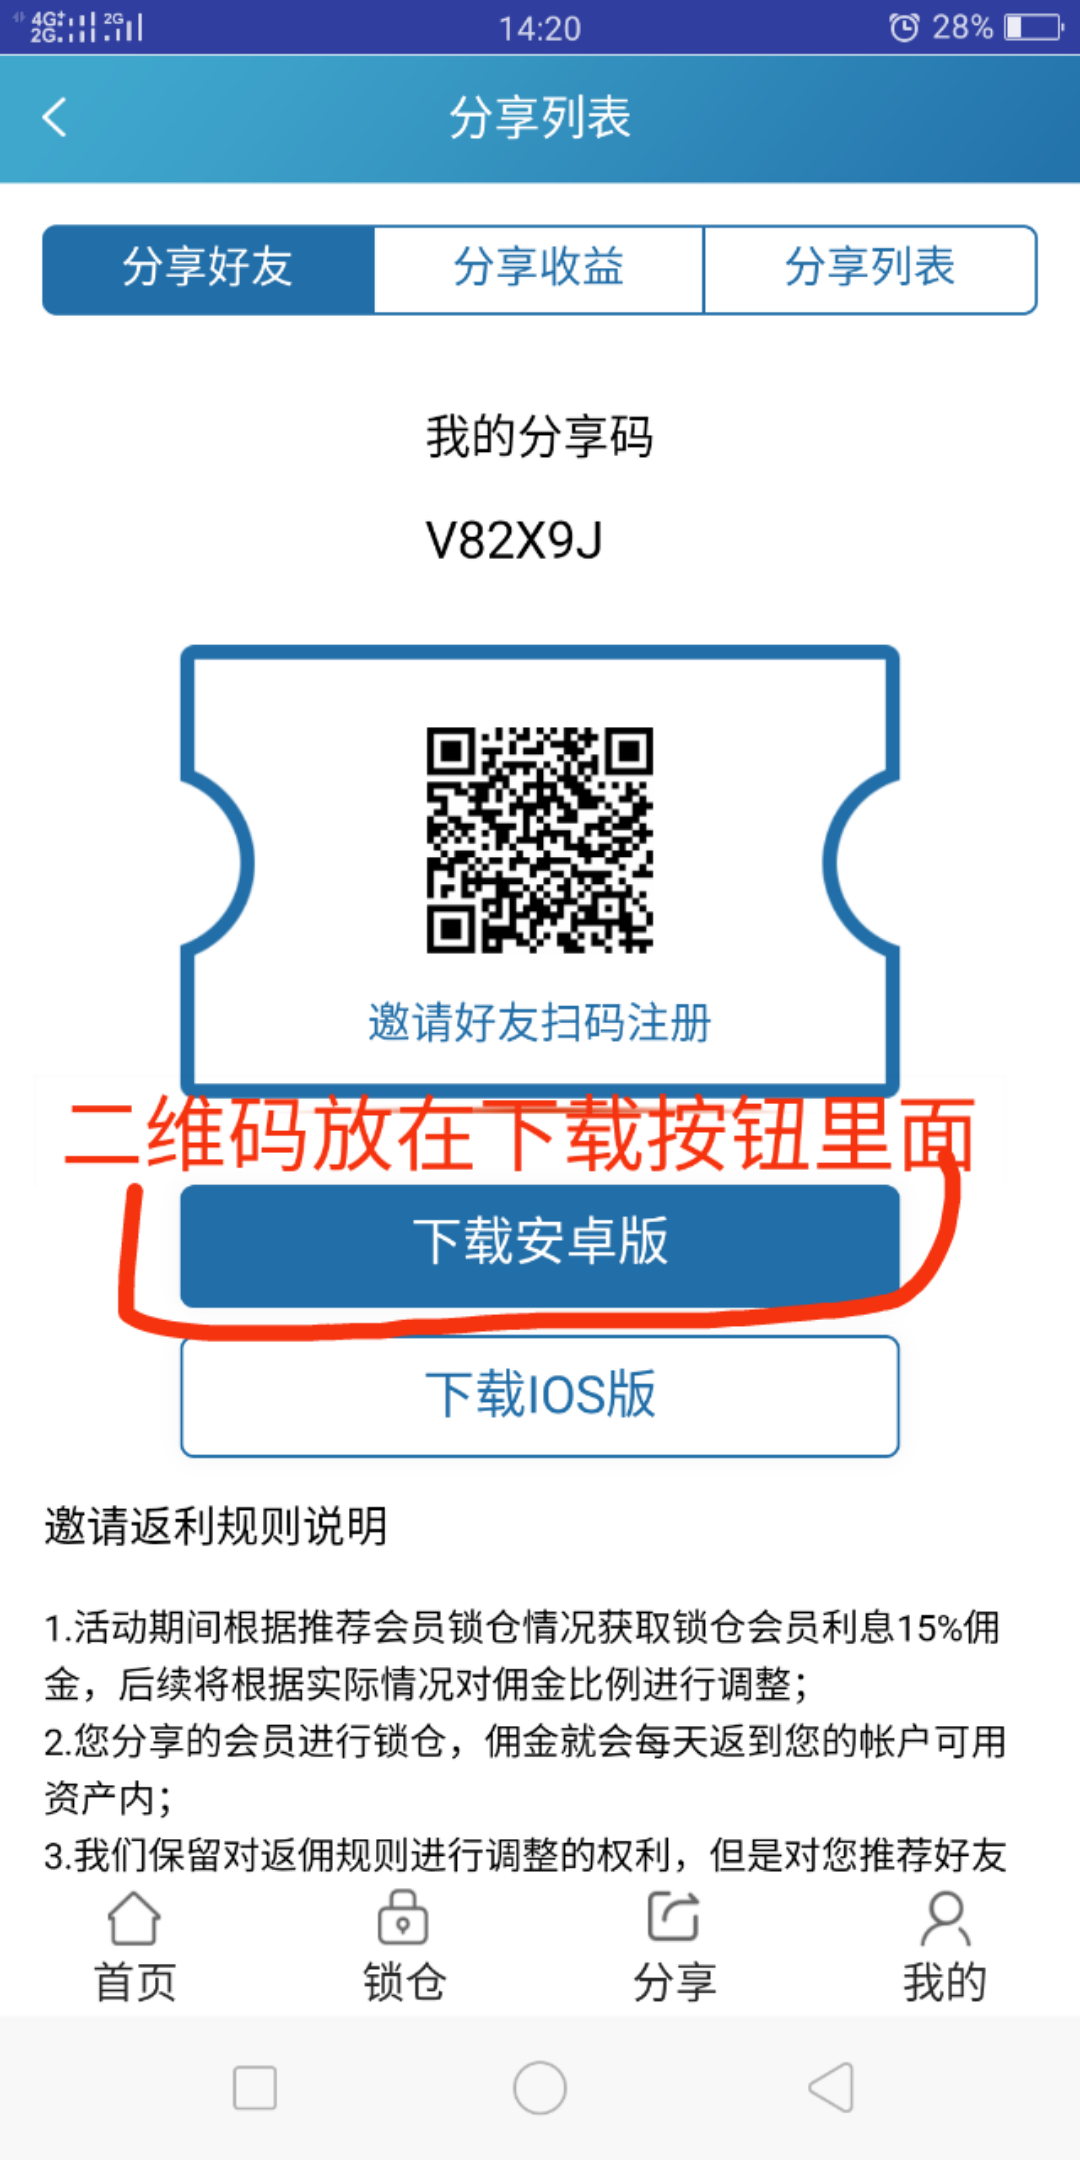 4G+ 2G 2G 14:20 28%
分享列表
分享好友 分享收益 分享列表
我的分享码
V82X9J
邀请好友扫码注册
二维码放在下载按钮里面
下载安卓版
下载IOS版
邀请返利规则说明
1.活动期间根据推荐会员锁仓情况获取锁仓会员利息15%佣
金，后续将根据实际情况对佣金比例进行调整；
2.您分享的会员进行锁仓，佣金就会每天返到您的帐户可用
资产内；
3.我们保留对返佣规则进行调整的权利，但是对您推荐好友
首页 锁仓 分享 我的